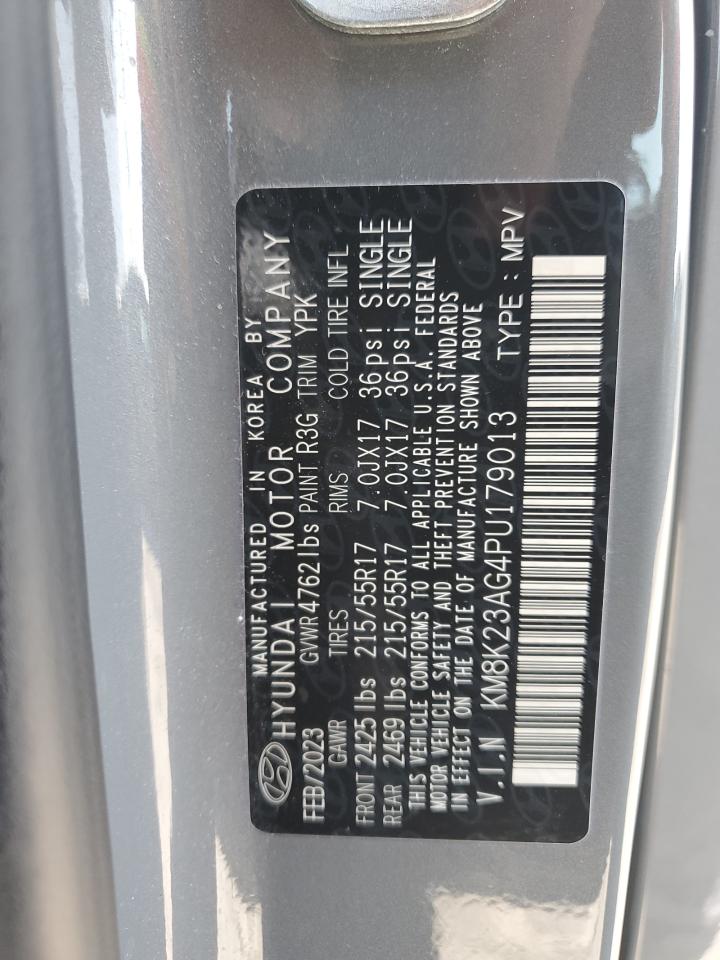 MANUFACTURED IN KOREA BY
HYUNDAI MOTOR COMPANY
FEB/2023 GVWR 4762lbs PAINT R3G TRIM YPK
GAWR TIRES RIMS COLD TIRE INFL.
FRONT 2425lbs 215/55R17 7.0JX17 36psi SINGLE
REAR 2469lbs 215/55R17 7.0JX17 36psi SINGLE
THIS VEHICLE CONFORMS TO ALL APPLICABLE U.S.A. FEDERAL
MOTOR VEHICLE SAFETY AND THEFT PREVENTION STANDARDS
IN EFFECT ON THE DATE OF MANUFACTURE SHOWN ABOVE
V.I.N KM8K23AG4PU179013 TYPE : MPV